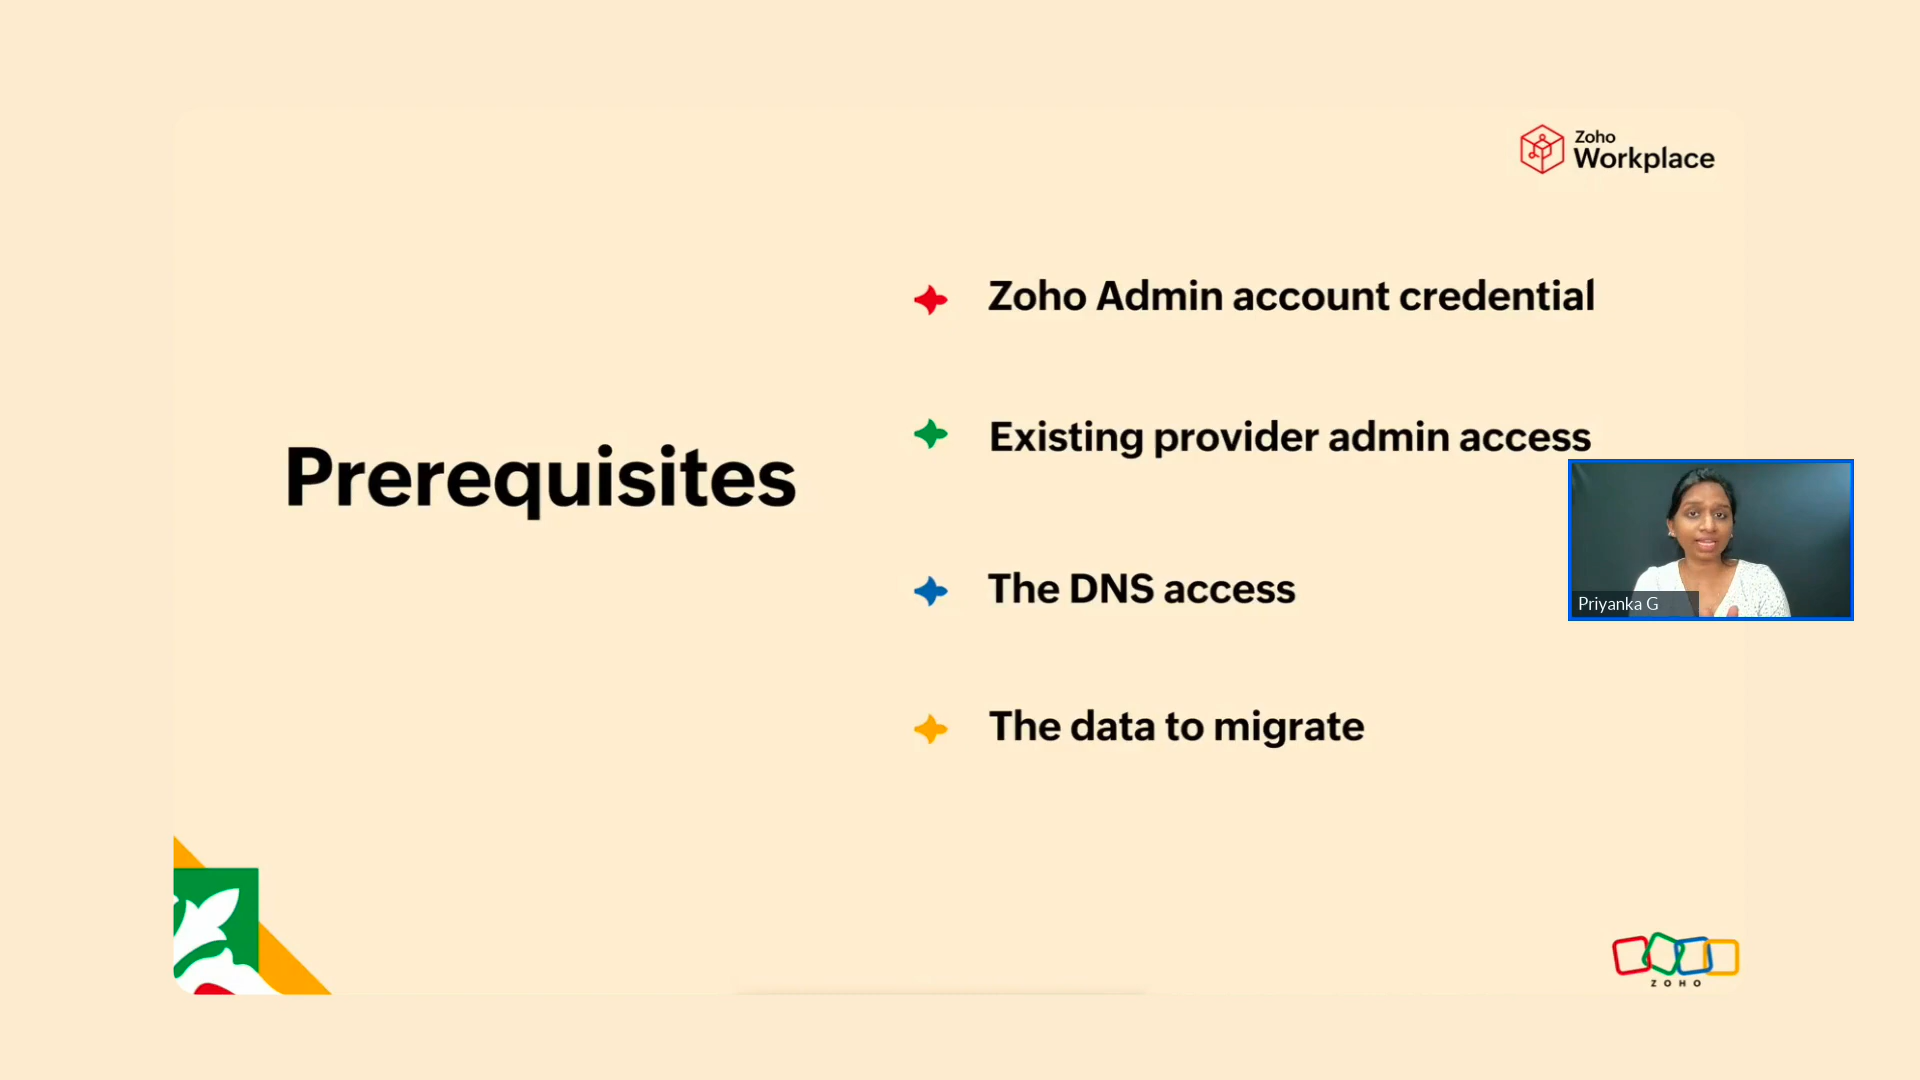 Zoho
Workplace
Prerequisites
Zoho Admin account credential
Existing provider admin access
The DNS access
The data to migrate
Priyanka G
ZOHO